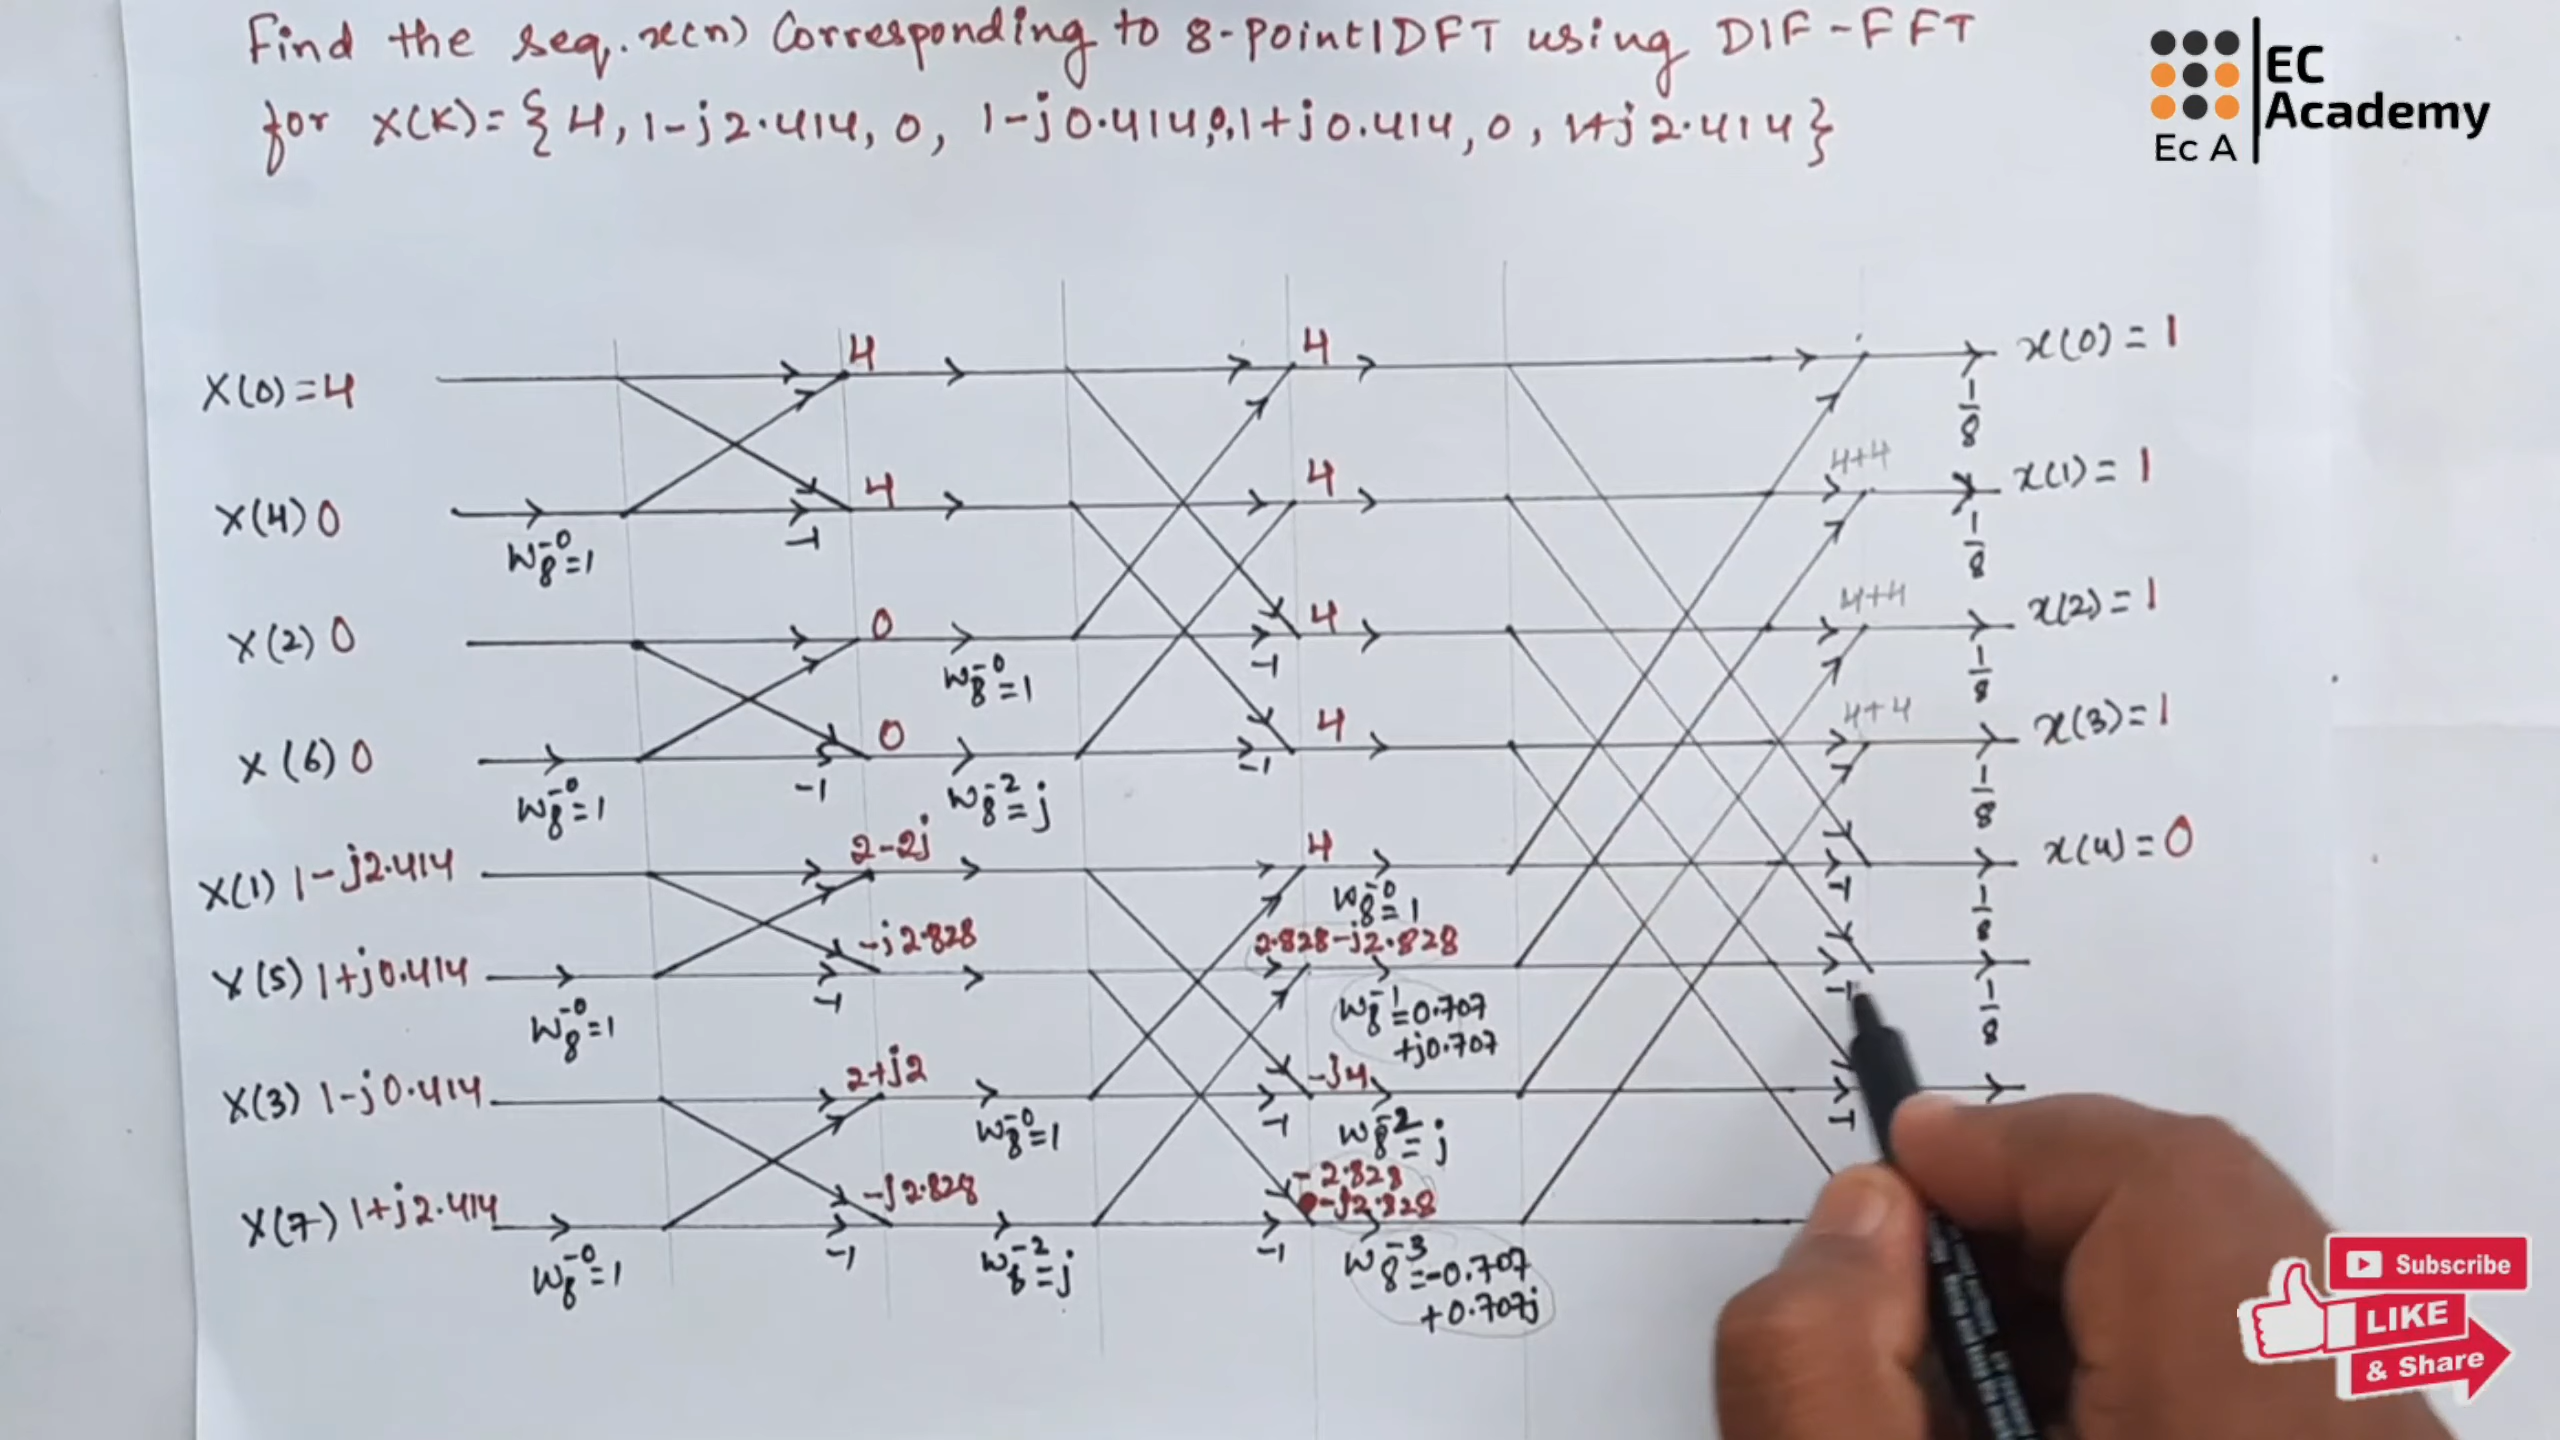 Find the seq. x(n) Corresponding to 8-point IDFT using DIF-FFT
for X(K)={4, 1-j2.414, 0, 1-j0.414, 0, 1+j0.414, 0, 1+j2.414}
EC
Academy
Ec A
X(0)=4
4
4
x(0)=1
1/8
X(4) 0
W8^-0=1
-1
4
4
4+4
x(1)=1
1/8
X(2) 0
0
W8^-0=1
-1
4
4+4
x(2)=1
1/8
X(6) 0
W8^-0=1
-1
0
W8^-2=j
-1
4
4+4
x(3)=1
1/8
X(1) 1-j2.414
2-2j
4
W8^-0=1
-1
x(4)=0
1/8
X(5) 1+j0.414
W8^-0=1
-1
-j2.828
2.828-j2.828
W8^-1=0.707
+j0.707
-1
1/8
X(3) 1-j0.414
2+j2
W8^-0=1
-1
-j4
W8^-2=j
-1
X(7) 1+j2.414
W8^-0=1
-1
-j2.828
W8^-2=j
-1
-2.828
-j2.828
W8^-3=-0.707
+0.707j
Subscribe
LIKE
& Share